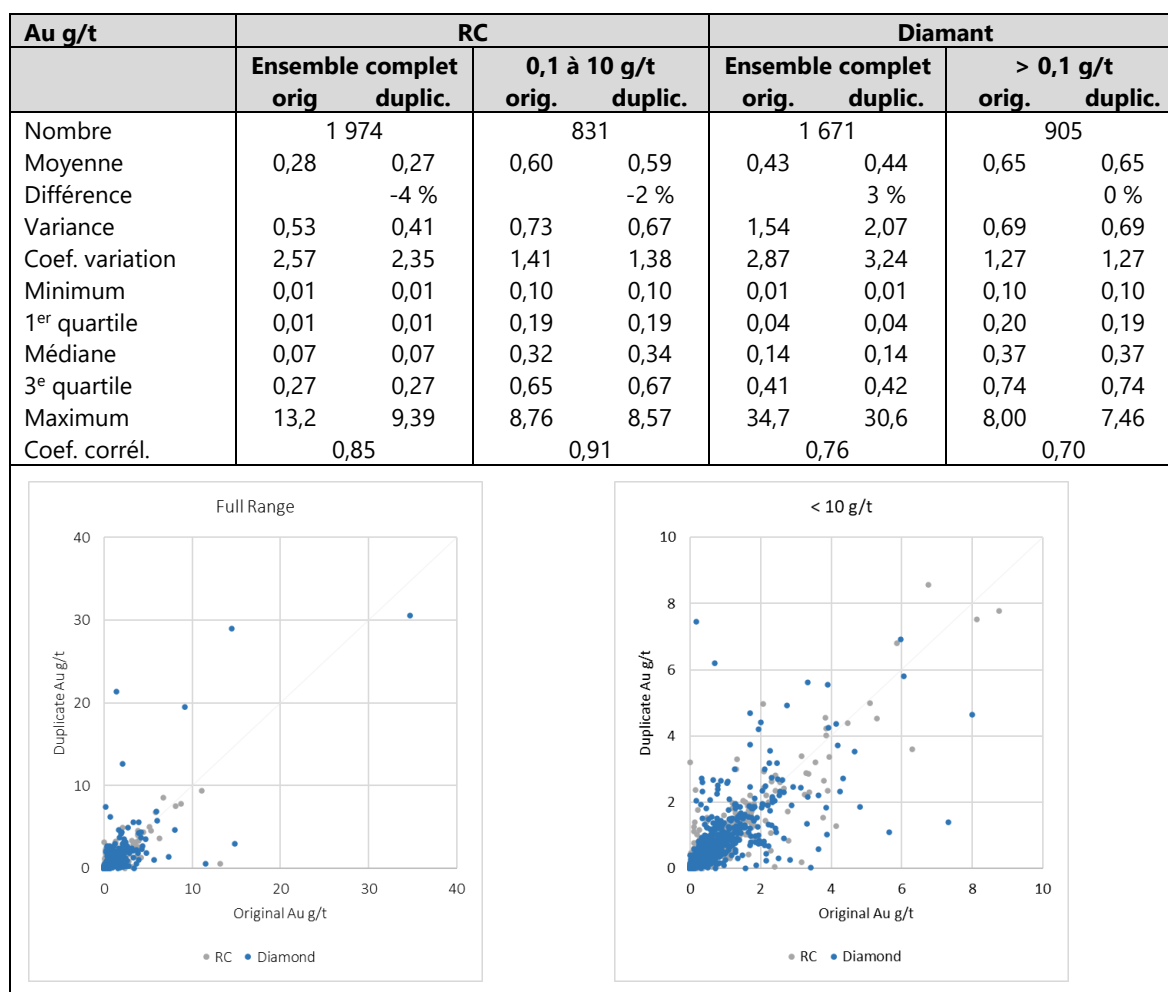 Au g/t RC Diamant
Ensemble complet 0,1 à 10 g/t Ensemble complet > 0,1 g/t
orig duplic. orig. duplic. orig. duplic. orig. duplic.
Nombre 1 974 831 1 671 905
Moyenne 0,28 0,27 0,60 0,59 0,43 0,44 0,65 0,65
Différence -4 % -2 % 3 % 0 %
Variance 0,53 0,41 0,73 0,67 1,54 2,07 0,69 0,69
Coef. variation 2,57 2,35 1,41 1,38 2,87 3,24 1,27 1,27
Minimum 0,01 0,01 0,10 0,10 0,01 0,01 0,10 0,10
1er quartile 0,01 0,01 0,19 0,19 0,04 0,04 0,20 0,19
Médiane 0,07 0,07 0,32 0,34 0,14 0,14 0,37 0,37
3e quartile 0,27 0,27 0,65 0,67 0,41 0,42 0,74 0,74
Maximum 13,2 9,39 8,76 8,57 34,7 30,6 8,00 7,46
Coef. corrél. 0,85 0,91 0,76 0,70
Full Range
40
30
20
10
0
Duplicate Au g/t
0 10 20 30 40
Original Au g/t
RC Diamond
< 10 g/t
10
8
6
4
2
0
Duplicate Au g/t
0 2 4 6 8 10
Original Au g/t
RC Diamond